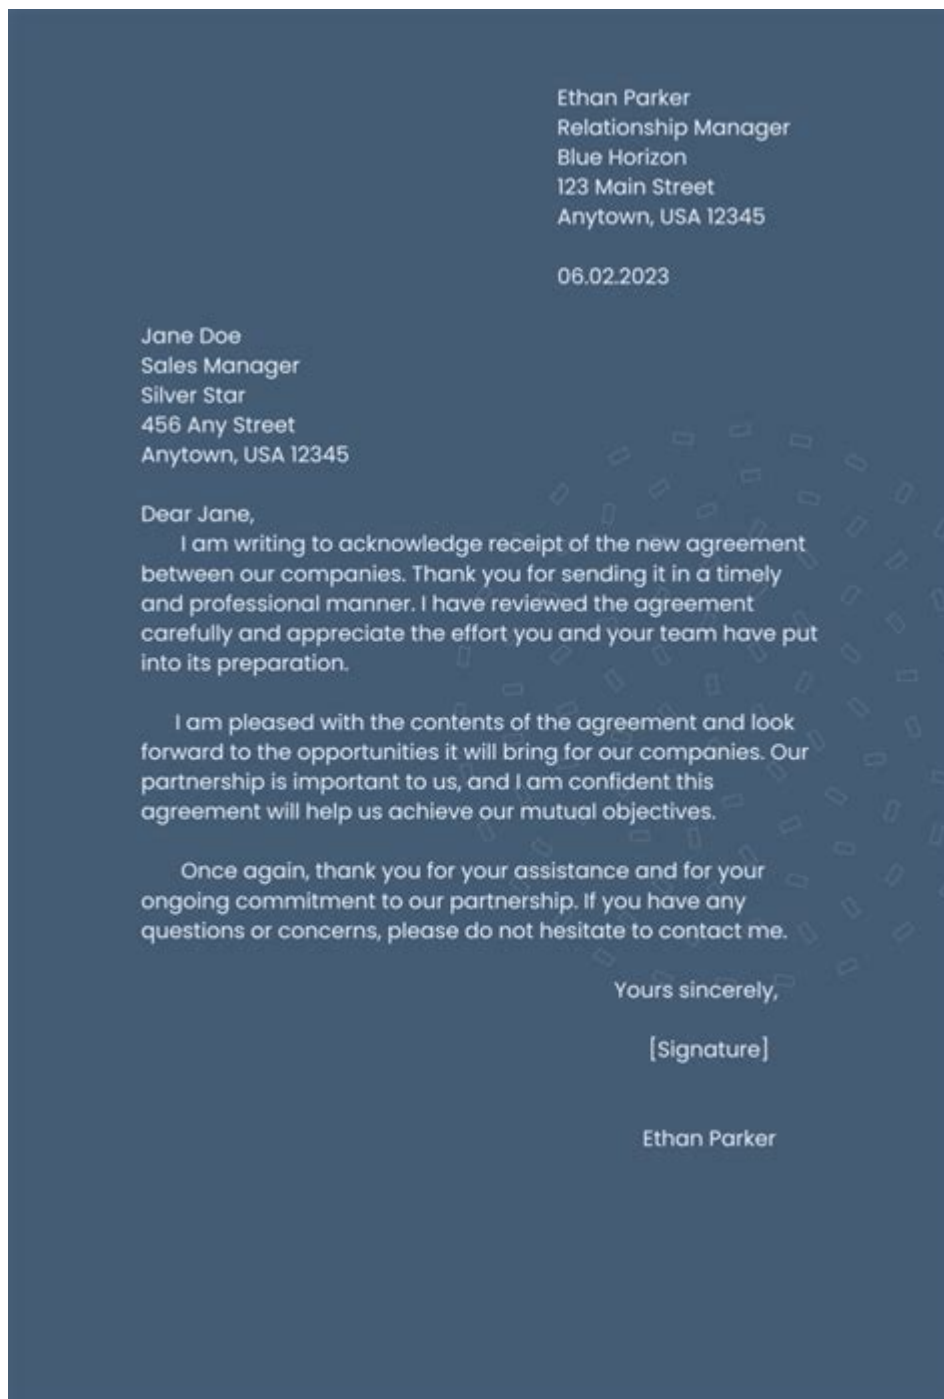 Ethan Parker
Relationship Manager
Blue Horizon
123 Main Street
Anytown, USA 12345
06.02.2023
Jane Doe
Sales Manager
Silver Star
456 Any Street
Anytown, USA 12345
Dear Jane,
I am writing to acknowledge receipt of the new agreement
between our companies. Thank you for sending it in a timely
and professional manner. I have reviewed the agreement
carefully and appreciate the effort you and your team have put
into its preparation.
I am pleased with the contents of the agreement and look
forward to the opportunities it will bring for our companies. Our
partnership is important to us, and I am confident this
agreement will help us achieve our mutual objectives.
Once again, thank you for your assistance and for your
ongoing commitment to our partnership. If you have any
questions or concerns, please do not hesitate to contact me.
Yours sincerely,
[Signature]
Ethan Parker